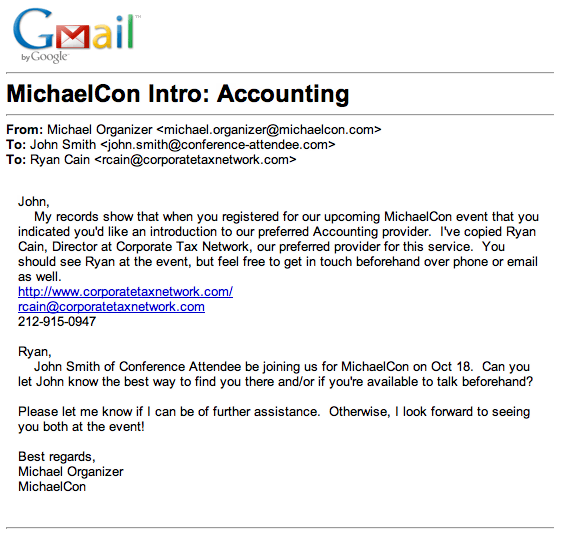 Gmail™
by Google
MichaelCon Intro: Accounting
From: Michael Organizer <michael.organizer@michaelcon.com>
To: John Smith <john.smith@conference-attendee.com>
To: Ryan Cain <rcain@corporatetaxnetwork.com>
John,
My records show that when you registered for our upcoming MichaelCon event that you
indicated you'd like an introduction to our preferred Accounting provider.  I've copied Ryan
Cain, Director at Corporate Tax Network, our preferred provider for this service.  You
should see Ryan at the event, but feel free to get in touch beforehand over phone or email
as well.
http://www.corporatetaxnetwork.com/
rcain@corporatetaxnetwork.com
212-915-0947
Ryan,
John Smith of Conference Attendee be joining us for MichaelCon on Oct 18.  Can you
let John know the best way to find you there and/or if you're available to talk beforehand?
Please let me know if I can be of further assistance.  Otherwise, I look forward to seeing
you both at the event!
Best regards,
Michael Organizer
MichaelCon